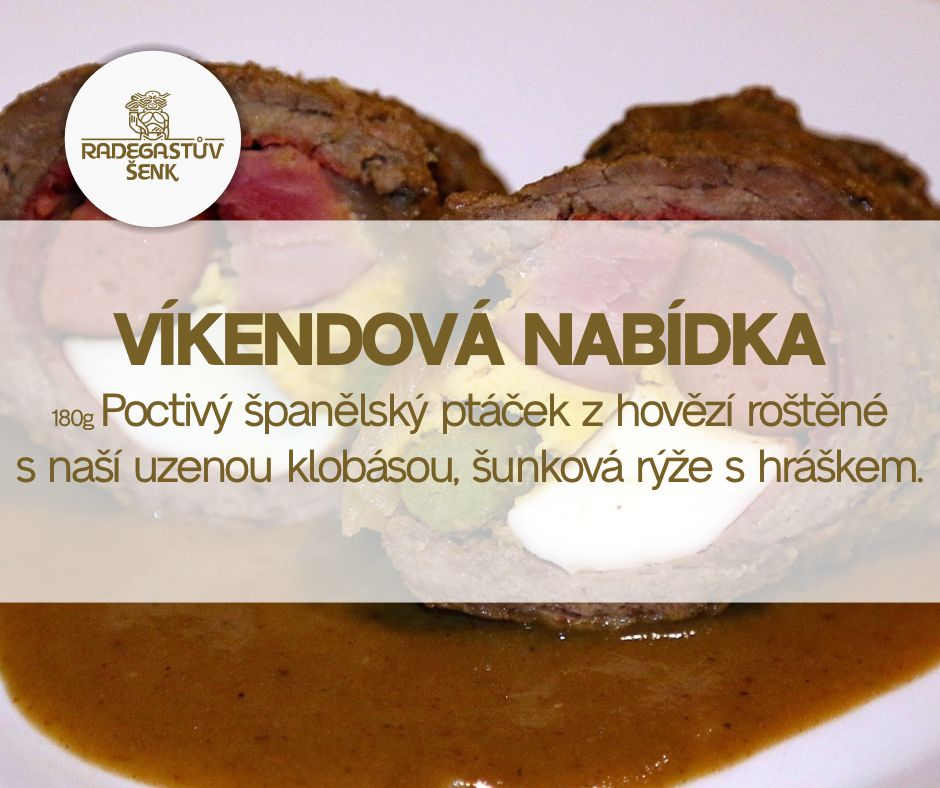 RADEGASTŮV
ŠENK
VÍKENDOVÁ NABÍDKA
180g Poctivý španělský ptáček z hovězí roštěné
s naší uzenou klobásou, šunková rýže s hráškem.